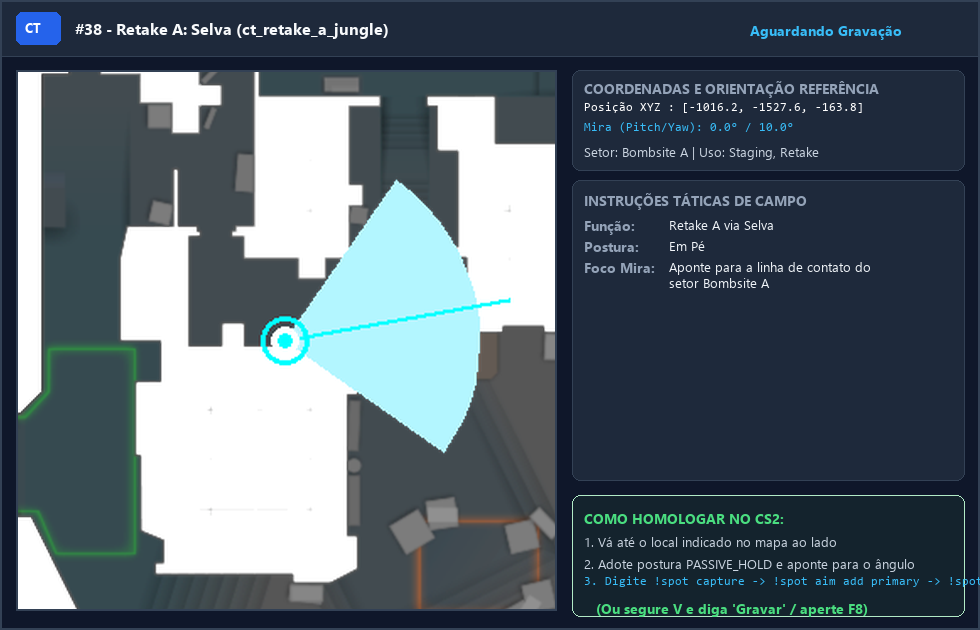 CT
#38 - Retake A: Selva (ct_retake_a_jungle)
Aguardando Gravação
COORDENADAS E ORIENTAÇÃO REFERÊNCIA
Posição XYZ : [-1016.2, -1527.6, -163.8]
Mira (Pitch/Yaw): 0.0° / 10.0°
Setor: Bombsite A | Uso: Staging, Retake
INSTRUÇÕES TÁTICAS DE CAMPO
Função: Retake A via Selva
Postura: Em Pé
Foco Mira: Aponte para a linha de contato do
setor Bombsite A
COMO HOMOLOGAR NO CS2:
1. Vá até o local indicado no mapa ao lado
2. Adote postura PASSIVE_HOLD e aponte para o ângulo
3. Digite !spot capture -> !spot aim add primary -> !spot
(Ou segure V e diga 'Gravar' / aperte F8)